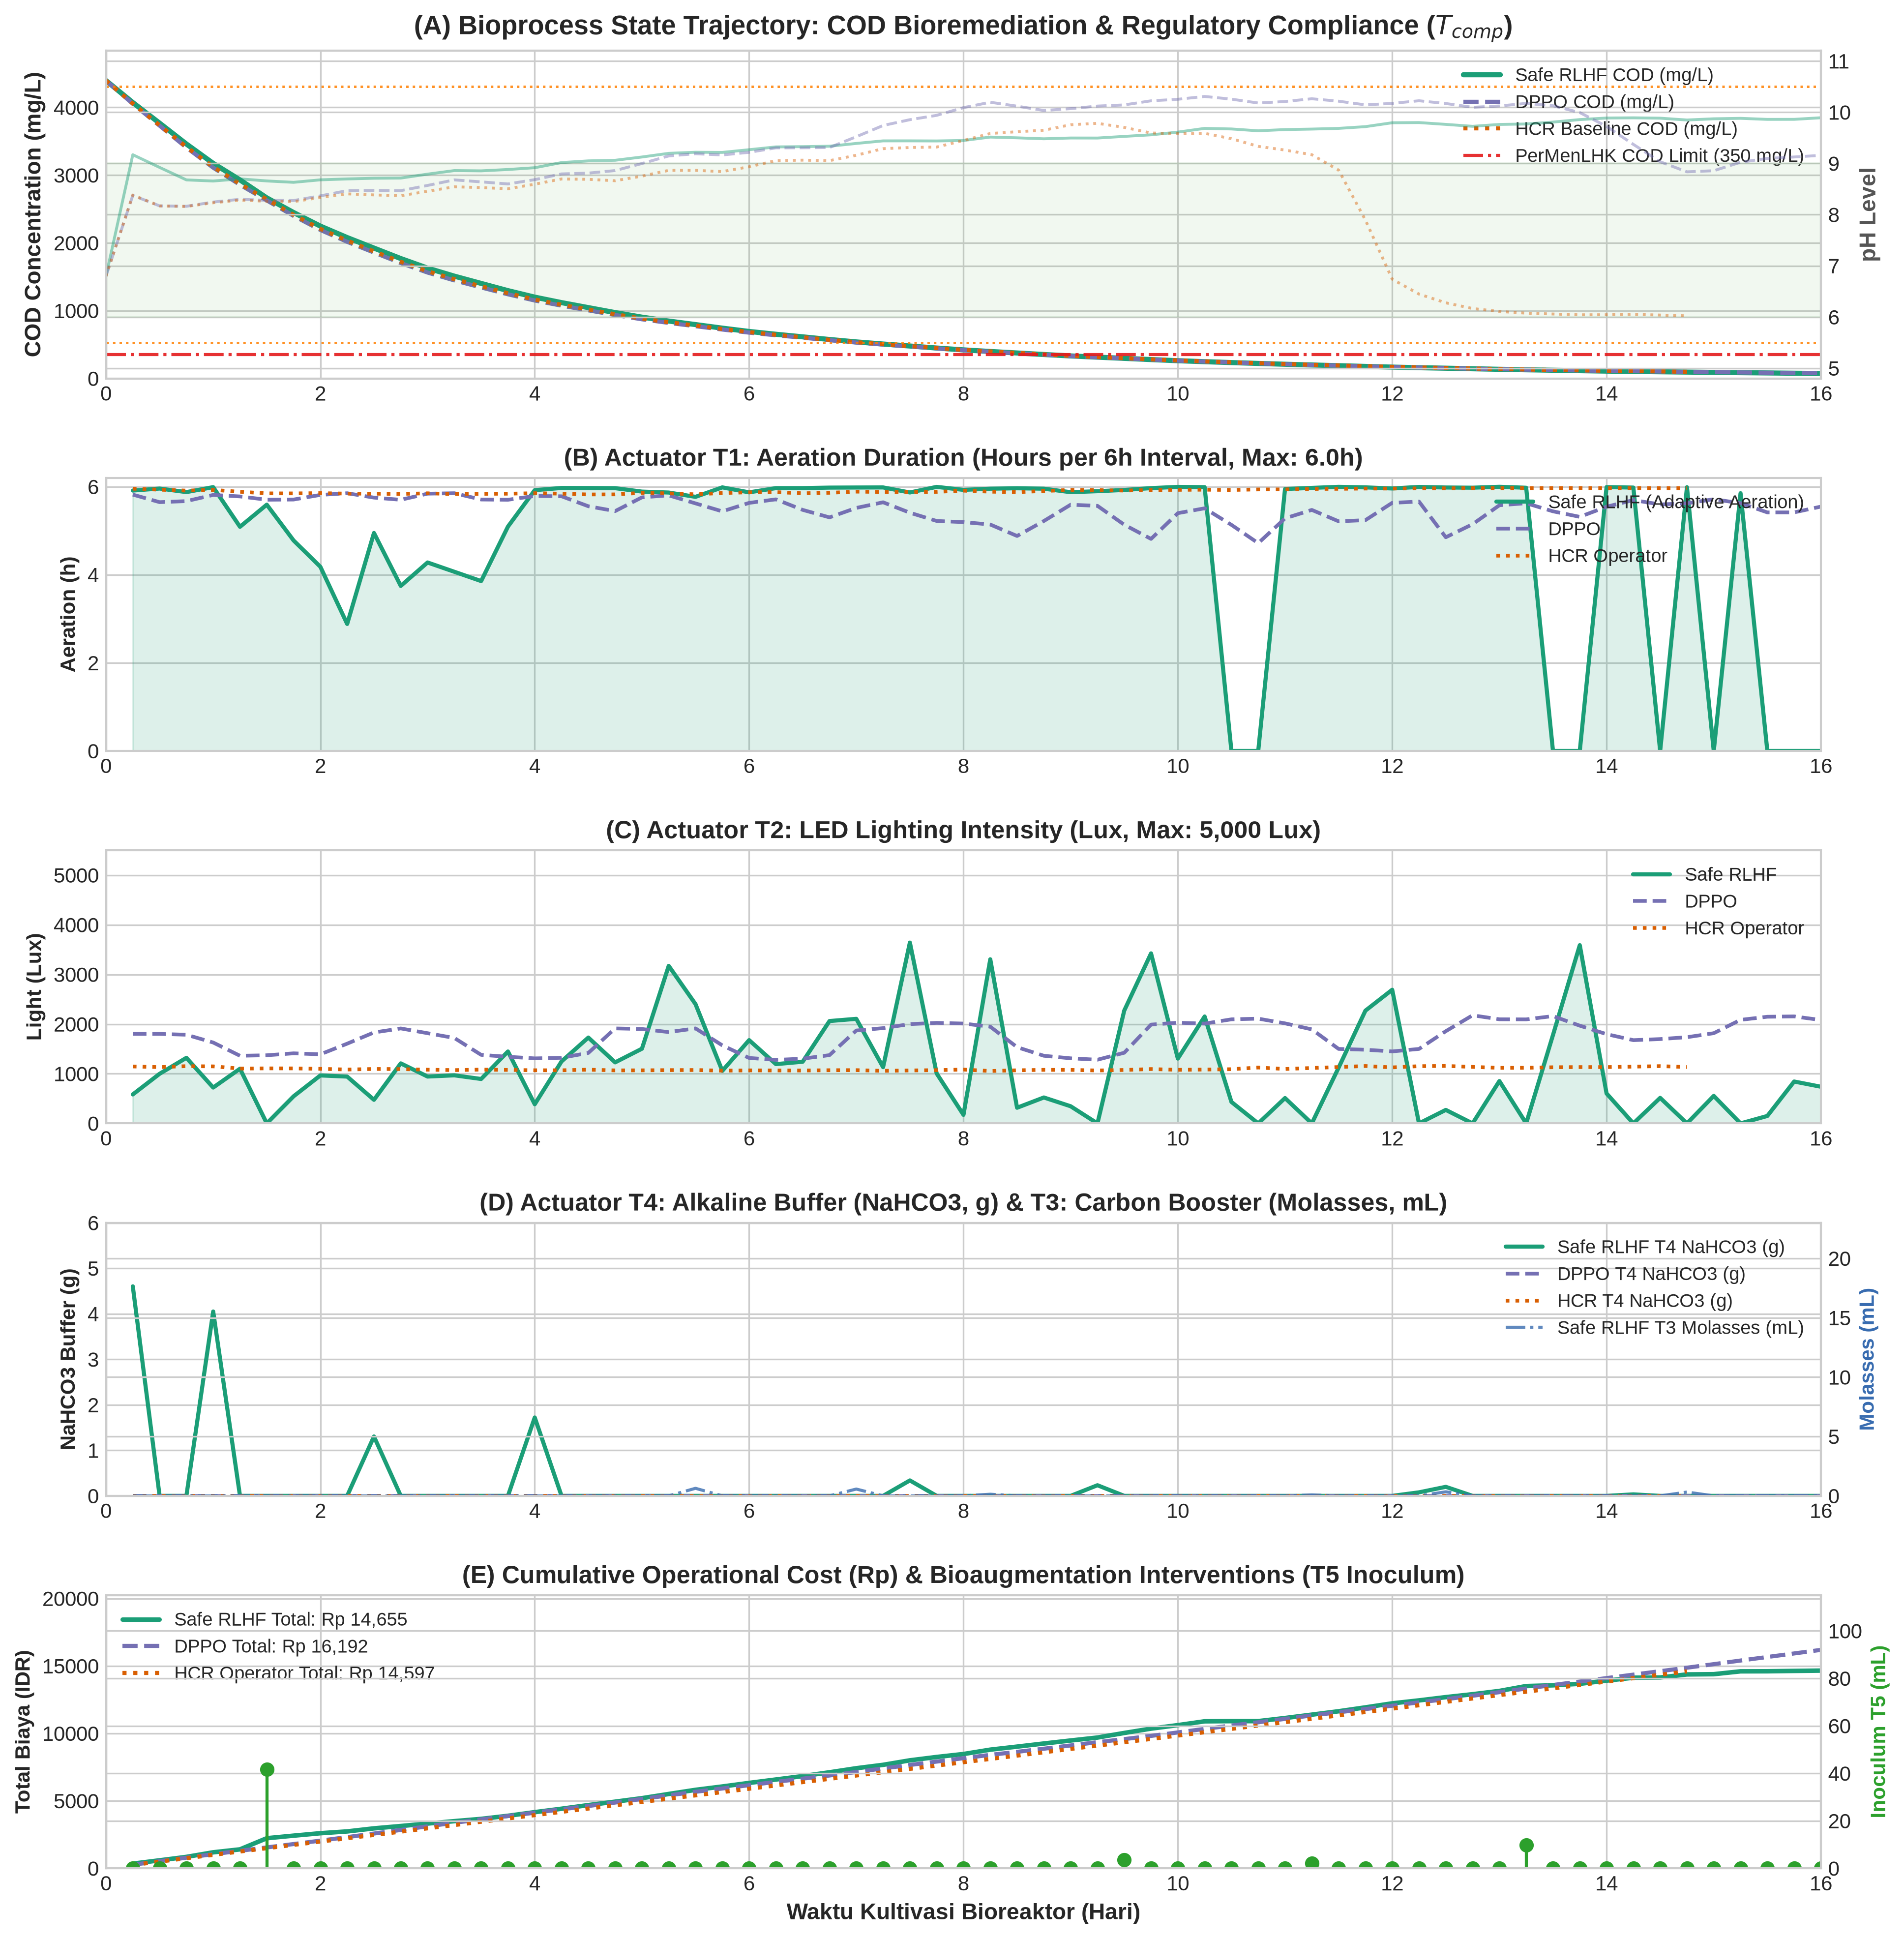 (A) Bioprocess State Trajectory: COD Bioremediation & Regulatory Compliance (Tcomp)
COD Concentration (mg/L)
4000
3000
2000
1000
0
0 2 4 6 8 10 12 14 16
11
10
9
8
7
6
5
pH Level
Safe RLHF COD (mg/L)
DPPO COD (mg/L)
HCR Baseline COD (mg/L)
PerMenLHK COD Limit (350 mg/L)
(B) Actuator T1: Aeration Duration (Hours per 6h Interval, Max: 6.0h)
Aeration (h)
6
4
2
0
0 2 4 6 8 10 12 14 16
Safe RLHF (Adaptive Aeration)
DPPO
HCR Operator
(C) Actuator T2: LED Lighting Intensity (Lux, Max: 5,000 Lux)
Light (Lux)
5000
4000
3000
2000
1000
0
0 2 4 6 8 10 12 14 16
Safe RLHF
DPPO
HCR Operator
(D) Actuator T4: Alkaline Buffer (NaHCO3, g) & T3: Carbon Booster (Molasses, mL)
NaHCO3 Buffer (g)
6
5
4
3
2
1
0
0 2 4 6 8 10 12 14 16
20
15
10
5
0
Molasses (mL)
Safe RLHF T4 NaHCO3 (g)
DPPO T4 NaHCO3 (g)
HCR T4 NaHCO3 (g)
Safe RLHF T3 Molasses (mL)
(E) Cumulative Operational Cost (Rp) & Bioaugmentation Interventions (T5 Inoculum)
Total Biaya (IDR)
20000
15000
10000
5000
0
Safe RLHF Total: Rp 14,655
DPPO Total: Rp 16,192
HCR Operator Total: Rp 14,597
100
80
60
40
20
0
Inoculum T5 (mL)
0 2 4 6 8 10 12 14 16
Waktu Kultivasi Bioreaktor (Hari)